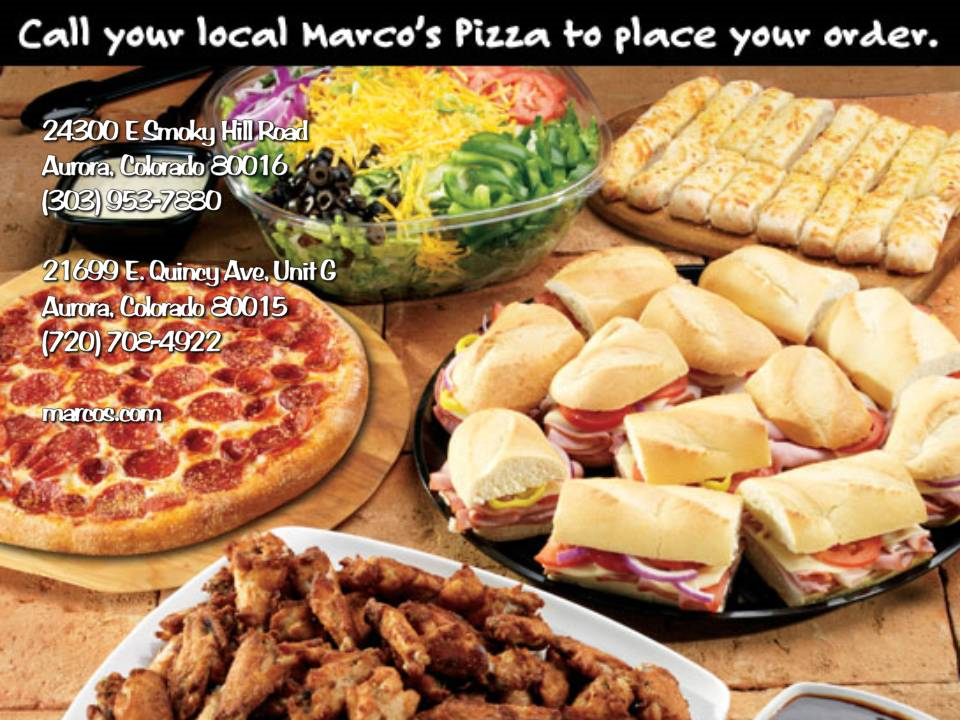 Call your local Marco's Pizza to place your order.
24300 E Smoky Hill Road
Aurora, Colorado 80016
(303) 953-7880
21699 E. Quincy Ave, Unit G
Aurora, Colorado 80015
(720) 708-4922
marcos.com